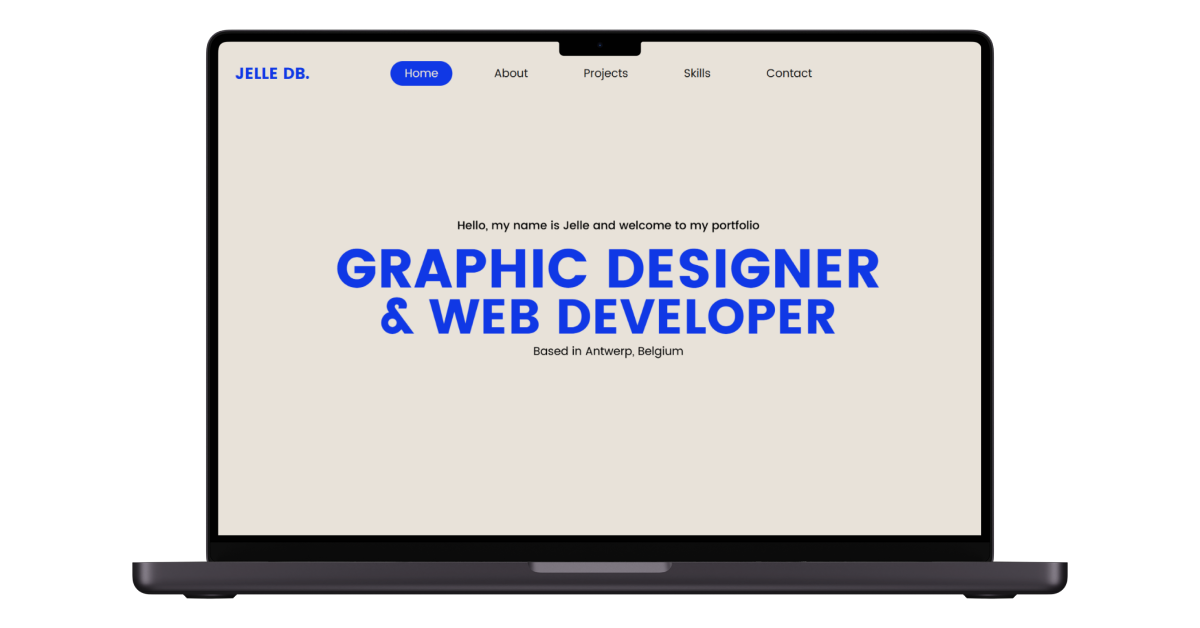 JELLE DB.
Home About Projects Skills Contact
Hello, my name is Jelle and welcome to my portfolio
GRAPHIC DESIGNER
& WEB DEVELOPER
Based in Antwerp, Belgium